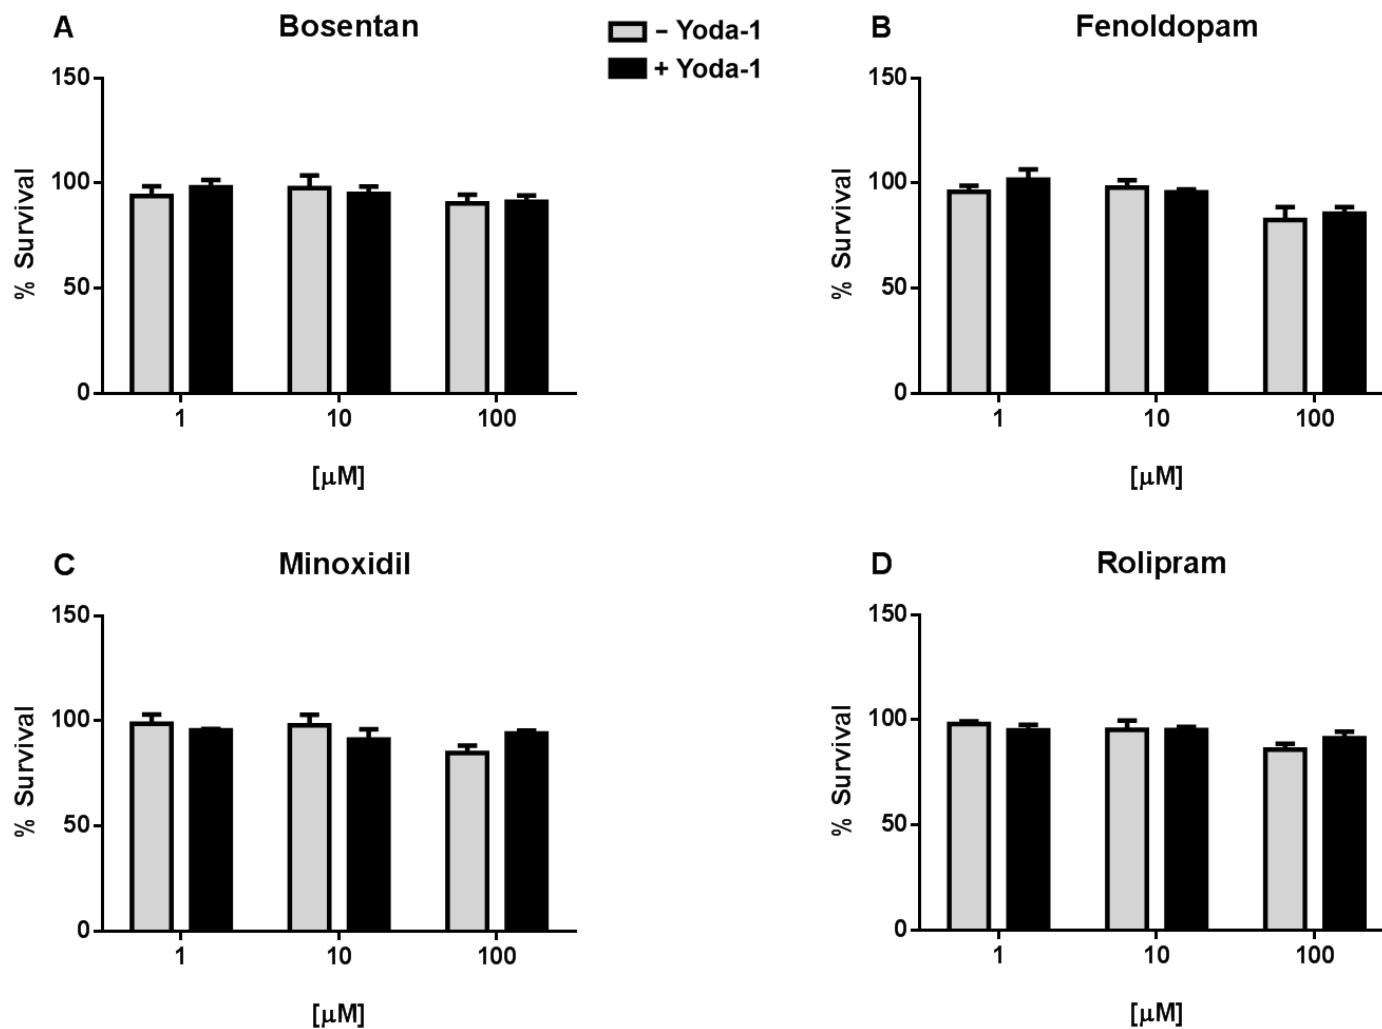 A Bosentan
– Yoda-1
+ Yoda-1
B Fenoldopam
150
100
50
0
% Survival
1 10 100
[μM]
150
100
50
0
% Survival
1 10 100
[μM]
C Minoxidil
D Rolipram
150
100
50
0
% Survival
1 10 100
[μM]
150
100
50
0
% Survival
1 10 100
[μM]